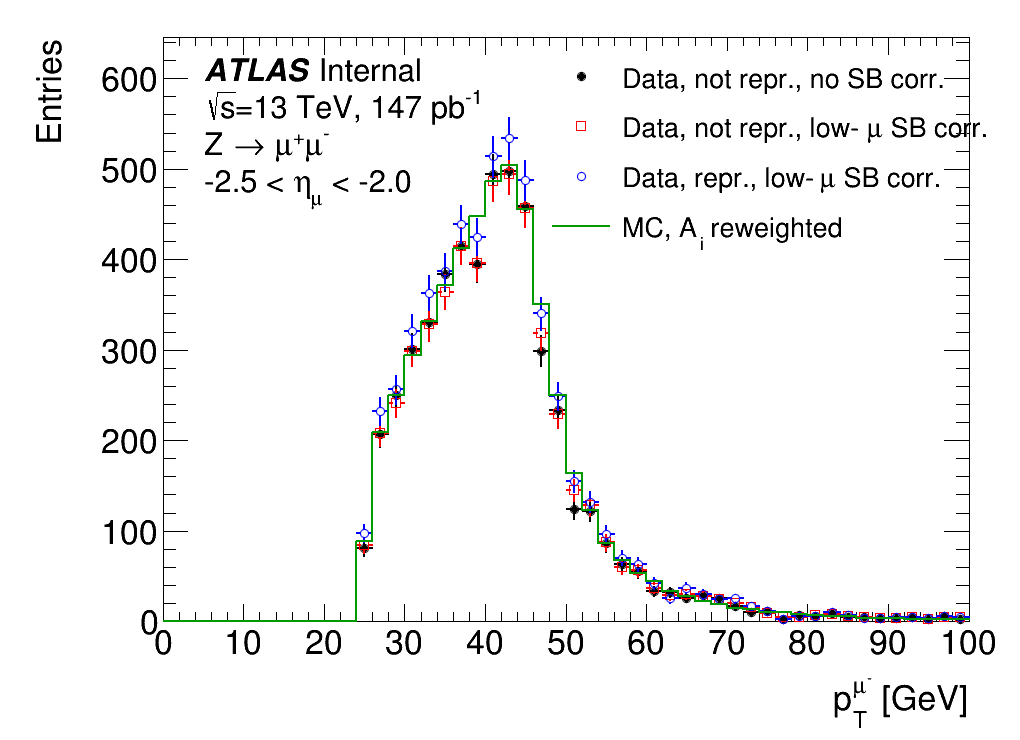 Entries
600
500
400
300
200
100
0
ATLAS Internal
√s=13 TeV, 147 pb⁻¹
Z → μ⁺μ⁻
-2.5 < η_μ < -2.0
Data, not repr., no SB corr.
Data, not repr., low- μ SB corr.
Data, repr., low- μ SB corr.
MC, A_i reweighted
0 10 20 30 40 50 60 70 80 90 100
p_T^μ⁻ [GeV]